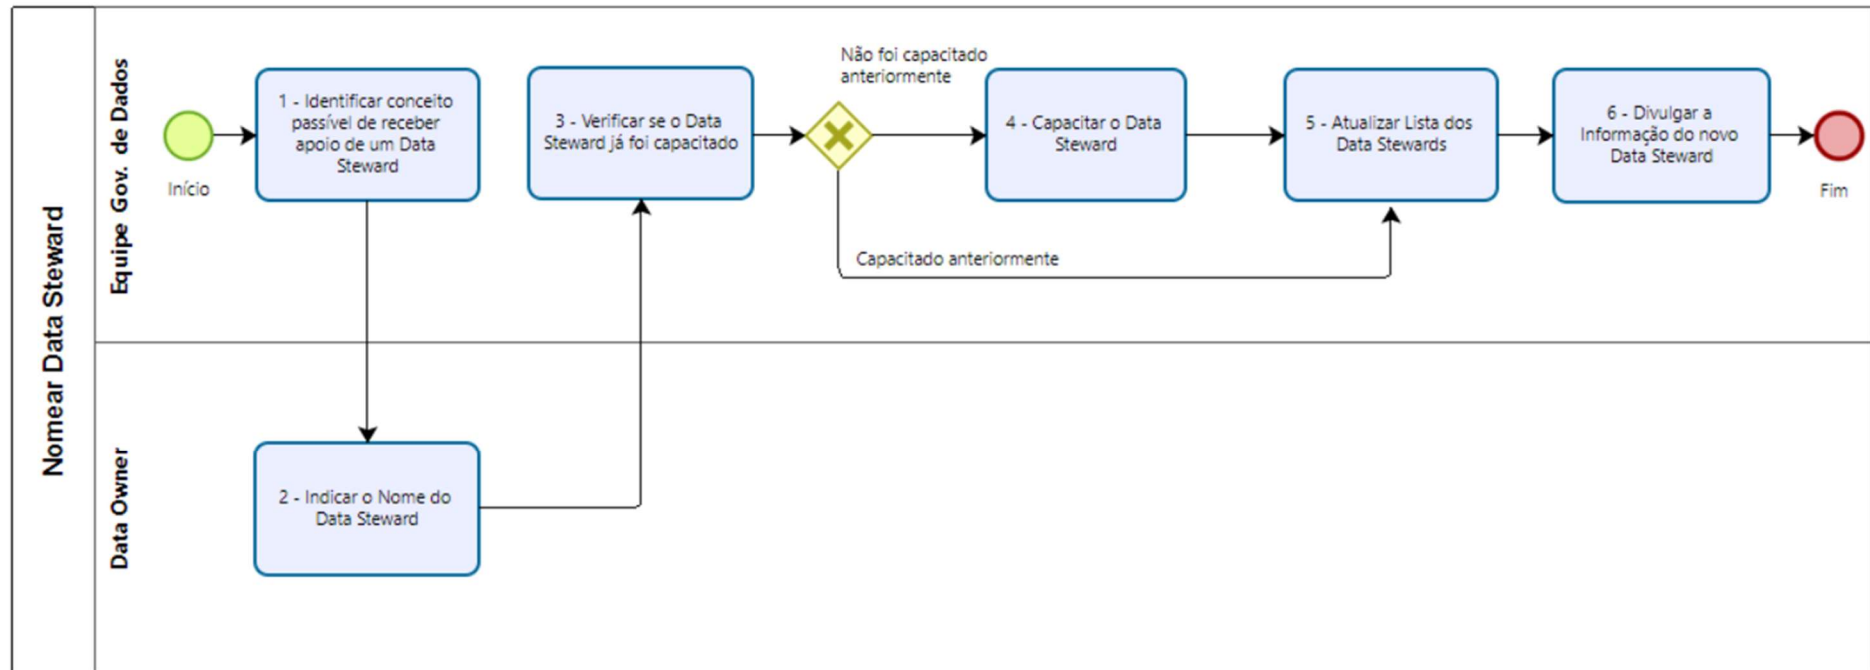 Nomear Data Steward
Equipe Gov. de Dados
Início
1 - Identificar conceito
passível de receber
apoio de um Data
Steward
3 - Verificar se o Data
Steward já foi capacitado
Não foi capacitado
anteriormente
4 - Capacitar o Data
Steward
5 - Atualizar Lista dos
Data Stewards
6 - Divulgar a
Informação do novo
Data Steward
Fim
Capacitado anteriormente
Data Owner
2 - Indicar o Nome do
Data Steward